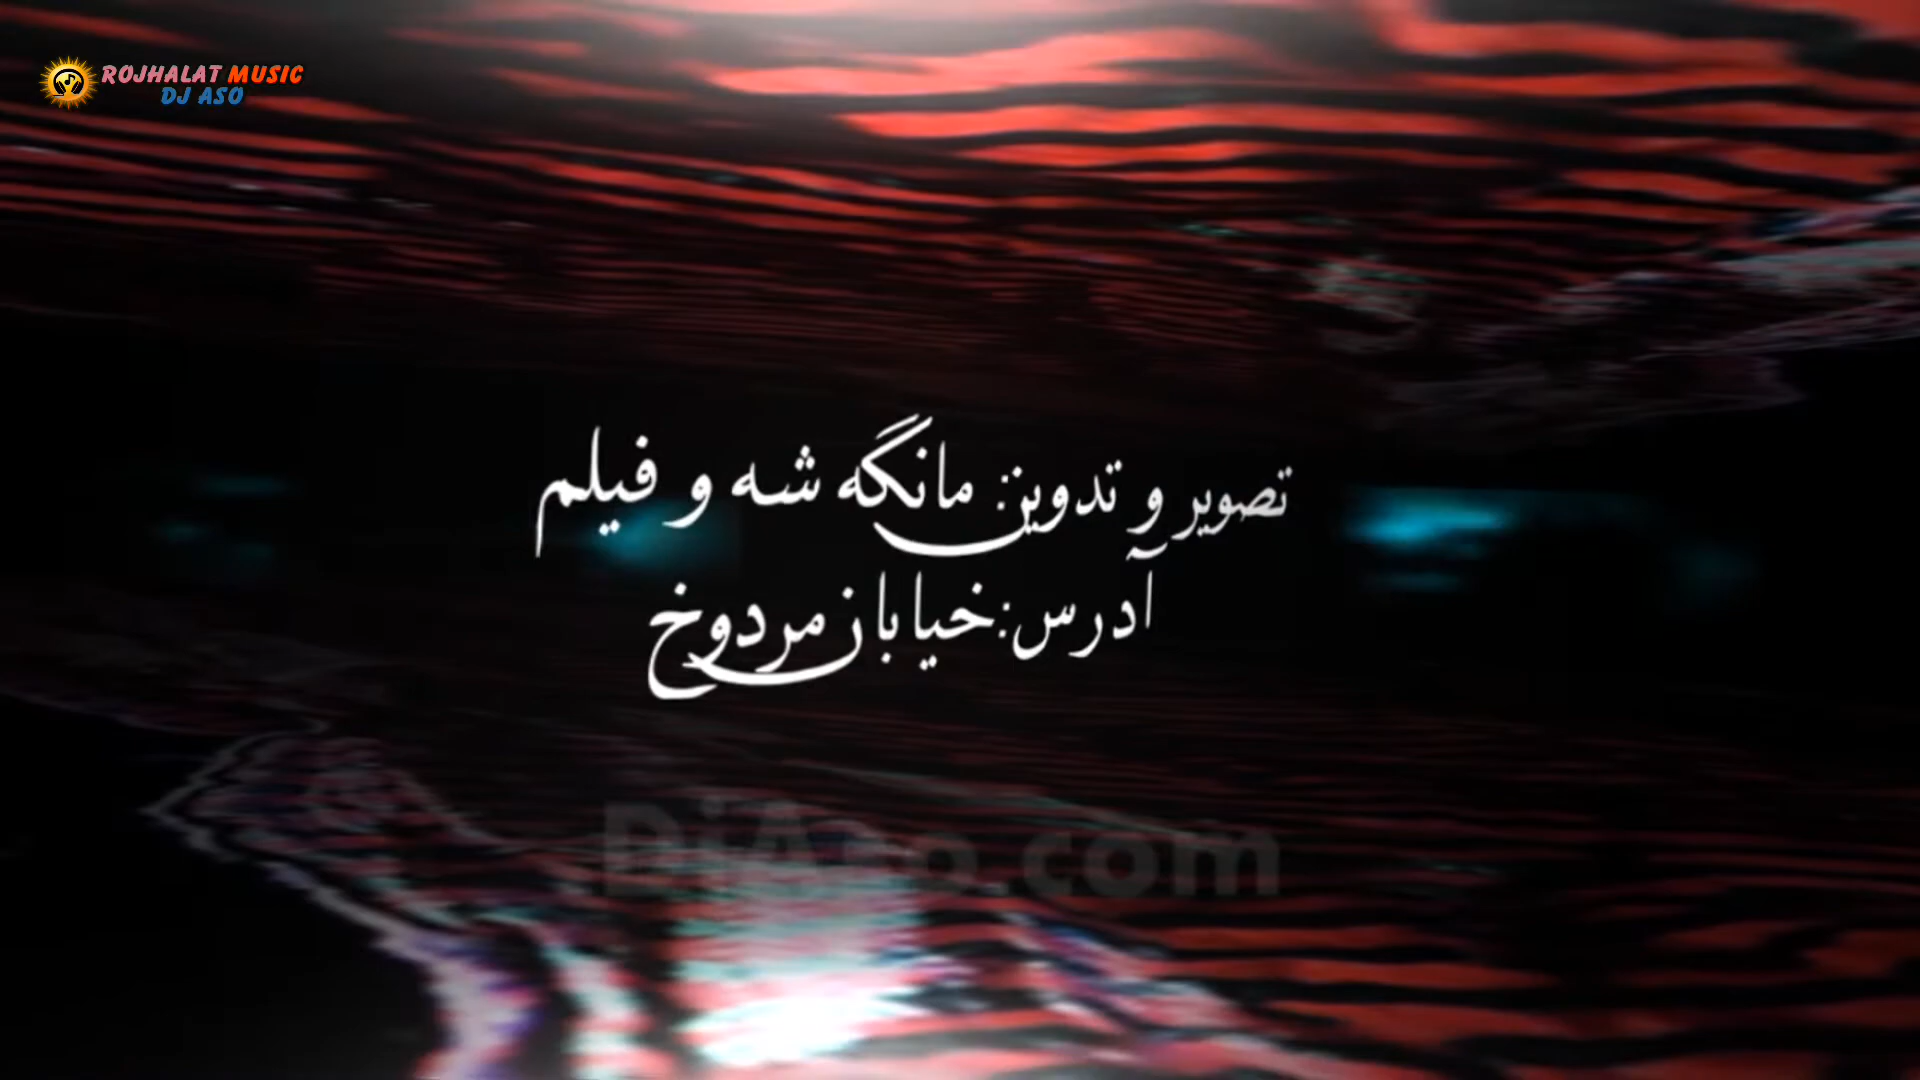 ROJHALAT MUSIC
DJ ASO
تصویر و تدوین: مانگه شه و فیلم
آدرس:خیابان مردوخ
DjAso.com